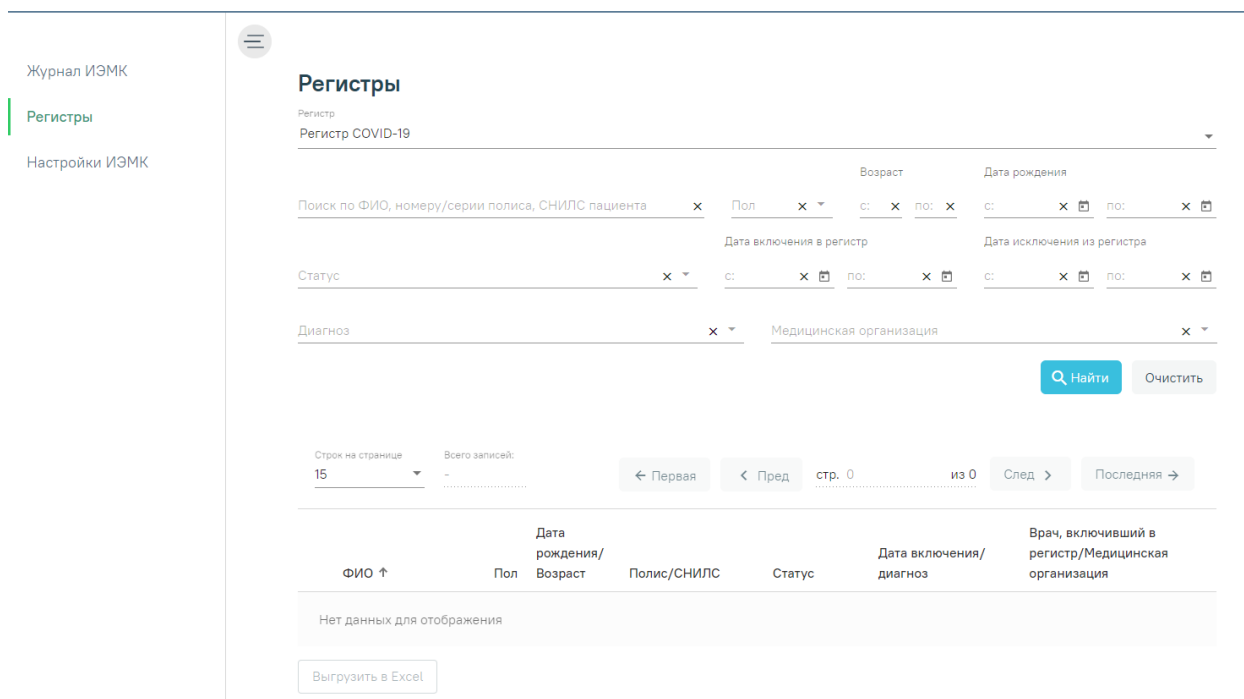 Журнал ИЭМК
Регистры
Настройки ИЭМК
Регистры
Регистр
Регистр COVID-19
Возраст Дата рождения
Поиск по ФИО, номеру/серии полиса, СНИЛС пациента Пол с: по: с: по:
Дата включения в регистр Дата исключения из регистра
Статус с: по: с: по:
Диагноз Медицинская организация
Найти Очистить
Строк на странице Всего записей:
15 - Первая Пред стр. 0 из 0 След Последняя
ФИО Пол Дата рождения/ Возраст Полис/СНИЛС Статус Дата включения/ диагноз Врач, включивший в регистр/Медицинская организация
Нет данных для отображения
Выгрузить в Excel